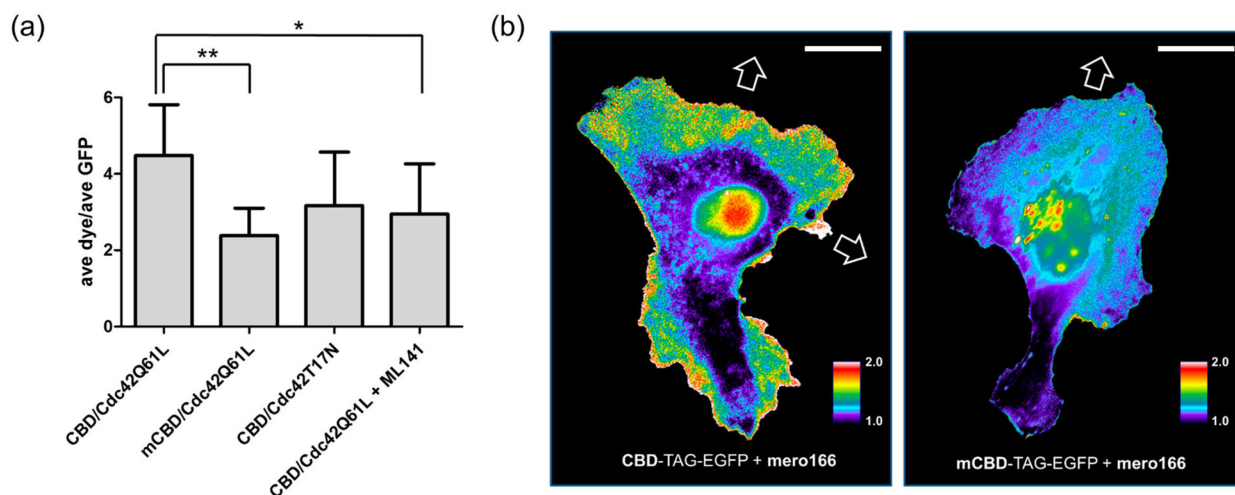 (a)
*
**
6
4
2
0
ave dye/ave GFP
CBD/Cdc42Q61L
mCBD/Cdc42Q61L
CBD/Cdc42T17N
CBD/Cdc42Q61L + ML141
(b)
2.0
1.0
CBD-TAG-EGFP + mero166
2.0
1.0
mCBD-TAG-EGFP + mero166